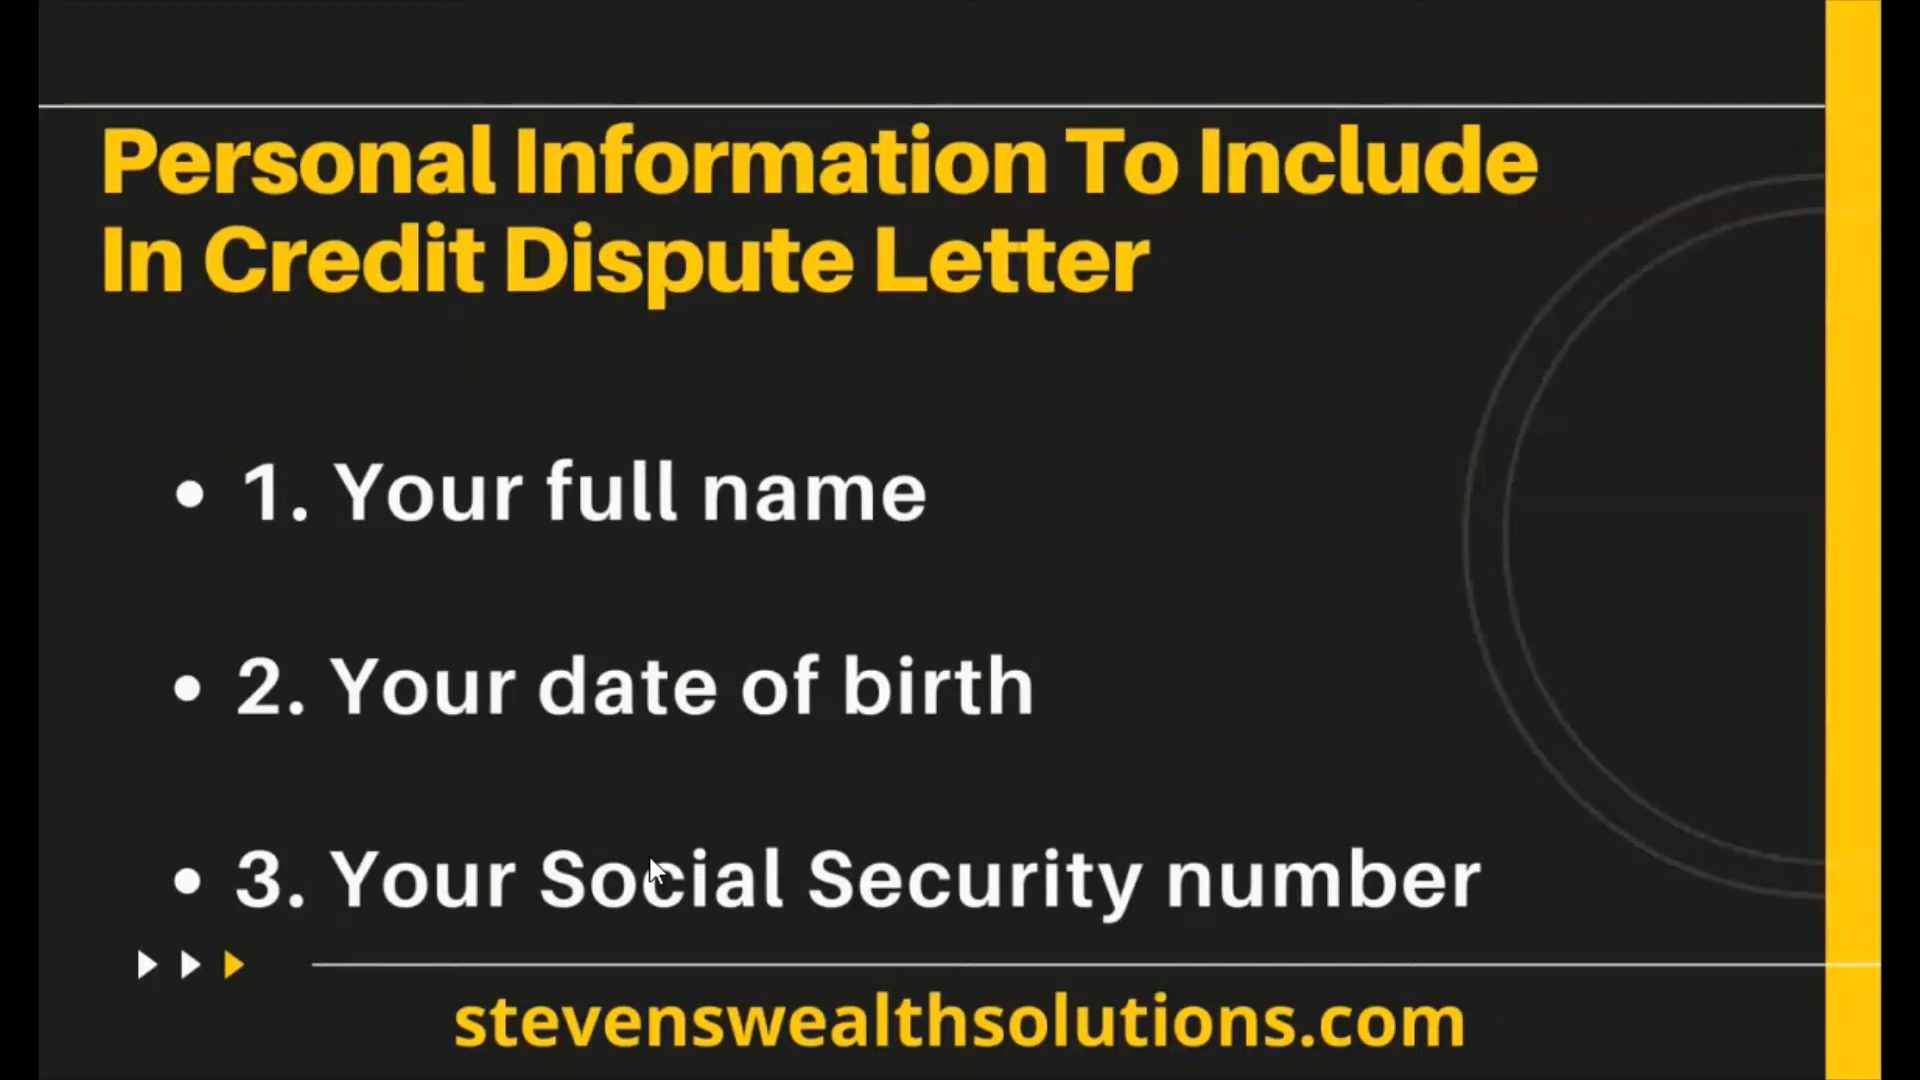 Personal Information To Include
In Credit Dispute Letter
• 1. Your full name
• 2. Your date of birth
• 3. Your Social Security number
stevenswealthsolutions.com